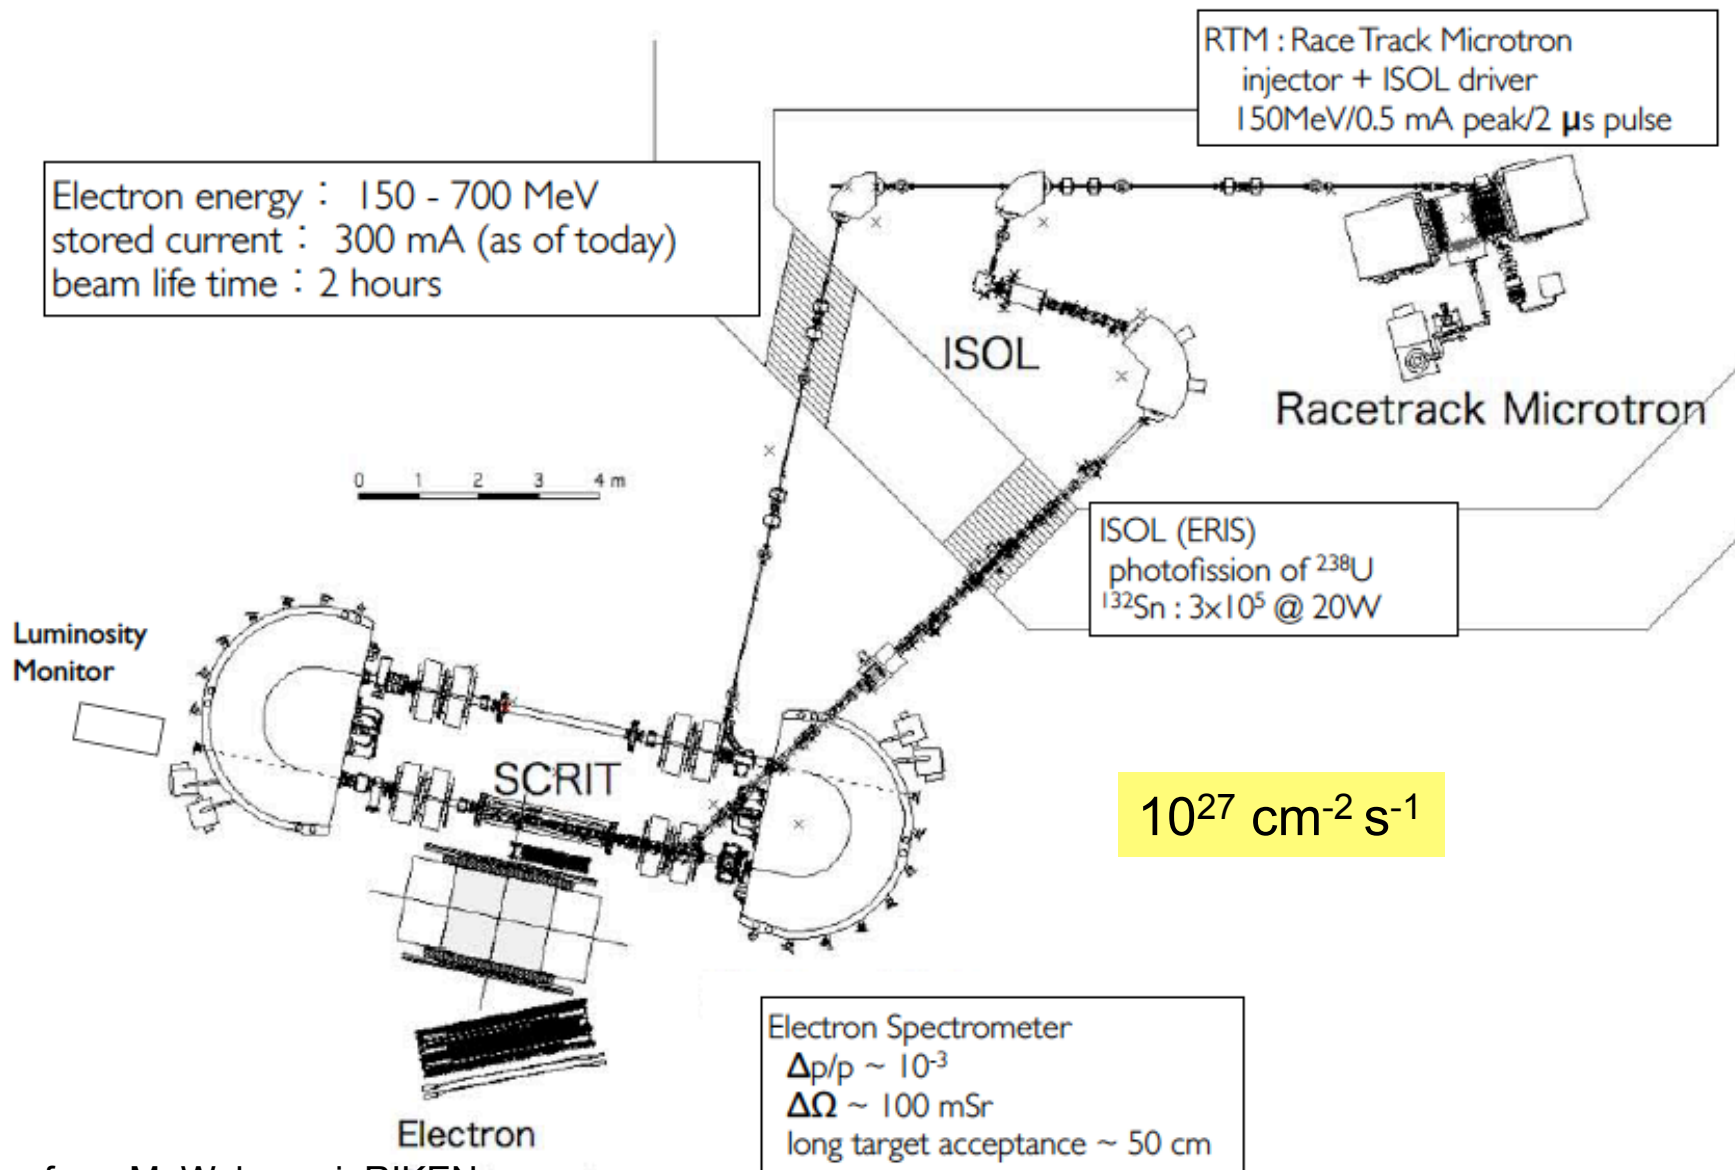 RTM : Race Track Microtron
injector + ISOL driver
150MeV/0.5 mA peak/2 μs pulse
Electron energy : 150 - 700 MeV
stored current : 300 mA (as of today)
beam life time : 2 hours
ISOL
Racetrack Microtron
0 1 2 3 4 m
ISOL (ERIS)
photofission of ²³⁸U
¹³²Sn : 3×10⁵ @ 20W
Luminosity
Monitor
SCRIT
10²⁷ cm⁻² s⁻¹
Electron Spectrometer
Δp/p ~ 10⁻³
ΔΩ ~ 100 mSr
long target acceptance ~ 50 cm
Electron
RIKEN